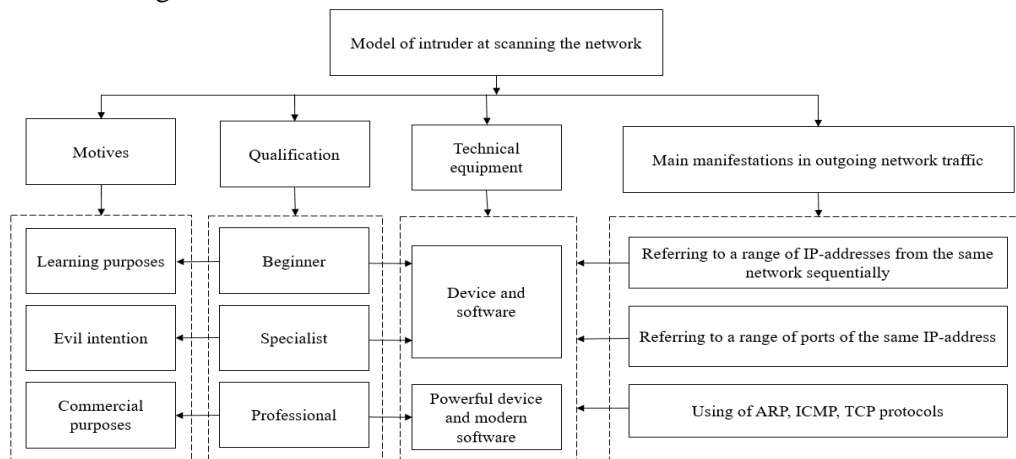 Model of intruder at scanning the network
Motives
Qualification
Technical
equipment
Main manifestations in outgoing network traffic
Learning purposes
Beginner
Device and
software
Referring to a range of IP-addresses from the same
network sequentially
Evil intention
Specialist
Referring to a range of ports of the same IP-address
Commercial
purposes
Professional
Powerful device
and modern
software
Using of ARP, ICMP, TCP protocols